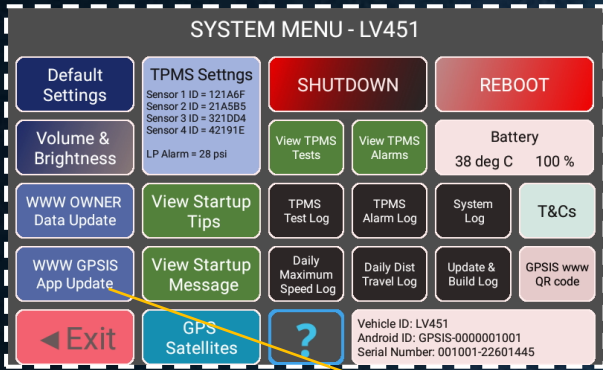 SYSTEM MENU - LV451
Default
Settings
TPMS Settngs
Sensor 1 ID = 121A6F
Sensor 2 ID = 21A5B5
Sensor 3 ID = 321DD4
Sensor 4 ID = 42191E
LP Alarm = 28 psi
SHUTDOWN
REBOOT
Volume &
Brightness
View TPMS
Tests
View TPMS
Alarms
Battery
38 deg C 100 %
WWW OWNER
Data Update
View Startup
Tips
TPMS
Test Log
TPMS
Alarm Log
System
Log
T&Cs
WWW GPSIS
App Update
View Startup
Message
Daily
Maximum
Speed Log
Daily Dist
Travel Log
Update &
Build Log
GPSIS www
QR code
◄Exit
GPS
Satellites
?
Vehicle ID: LV451
Android ID: GPSIS-0000001001
Serial Number: 001001-22601445